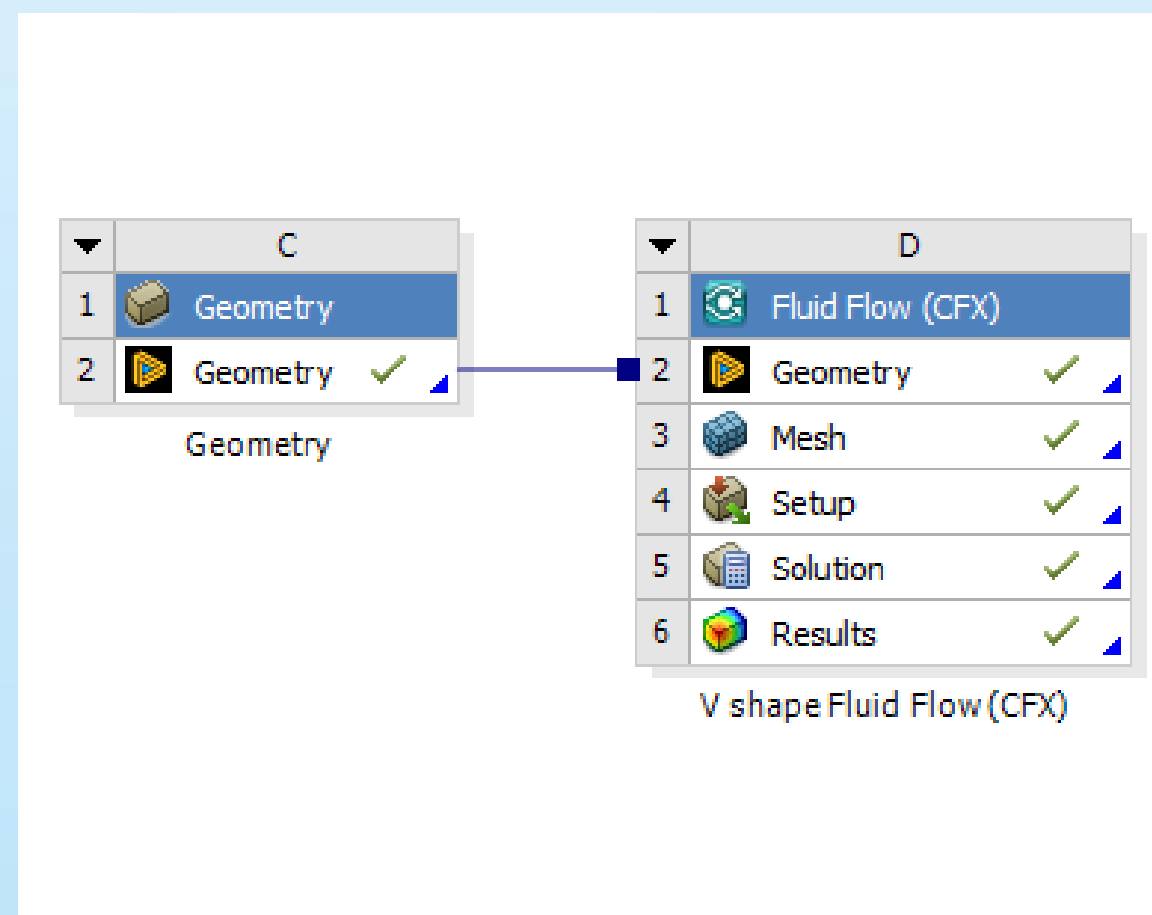 C
1 Geometry
2 Geometry
Geometry
D
1 Fluid Flow (CFX)
2 Geometry
3 Mesh
4 Setup
5 Solution
6 Results
V shape Fluid Flow (CFX)